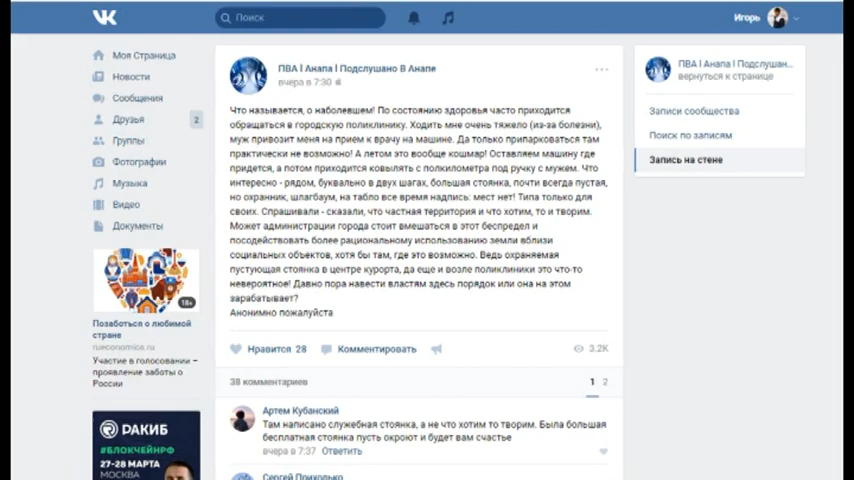 Поиск
Игорь
Моя Страница
Новости
Сообщения
Друзья
2
Группы
Фотографии
Музыка
Видео
Документы
18+
Позаботься о любимой
стране
rueconomics.ru
Участие в голосовании –
проявление заботы о
России
РАКИБ
#БЛОКЧЕЙНРФ
27-28 МАРТА
МОСКВА
ПВА l Анапа l Подслушано В Анапе
вчера в 7:30
Что называется, о наболевшем! По состоянию здоровья часто приходится
обращаться в городскую поликлинику. Ходить мне очень тяжело (из-за болезни),
муж привозит меня на прием к врачу на машине. Да только припарковаться там
практически не возможно! А летом это вообще кошмар! Оставляем машину где
придется, а потом приходится ковылять с полкилометра под ручку с мужем. Что
интересно - рядом, буквально в двух шагах, большая стоянка, почти всегда пустая,
но охранник, шлагбаум, на табло все время надпись: мест нет! Типа только для
своих. Спрашивали - сказали, что частная территория и что хотим, то и творим.
Может администрации города стоит вмешаться в этот беспредел и
посодействовать более рациональному использованию земли вблизи
социальных объектов, хотя бы там, где это возможно. Ведь охраняемая
пустующая стоянка в центре курорта, да еще и возле поликлиники это что-то
невероятное! Давно пора навести властям здесь порядок или она на этом
зарабатывает?
Анонимно пожалуйста
Нравится 28
Комментировать
3.2K
38 комментариев
1 2
Артем Кубанский
Там написано служебная стоянка, а не что хотим то творим. Была большая
бесплатная стоянка пусть окроют и будет вам счастье
вчера в 7:37 Ответить
Сергей Приходько
ПВА l Анапа l Подслушан...
вернуться к странице
Записи сообщества
Поиск по записям
Запись на стене